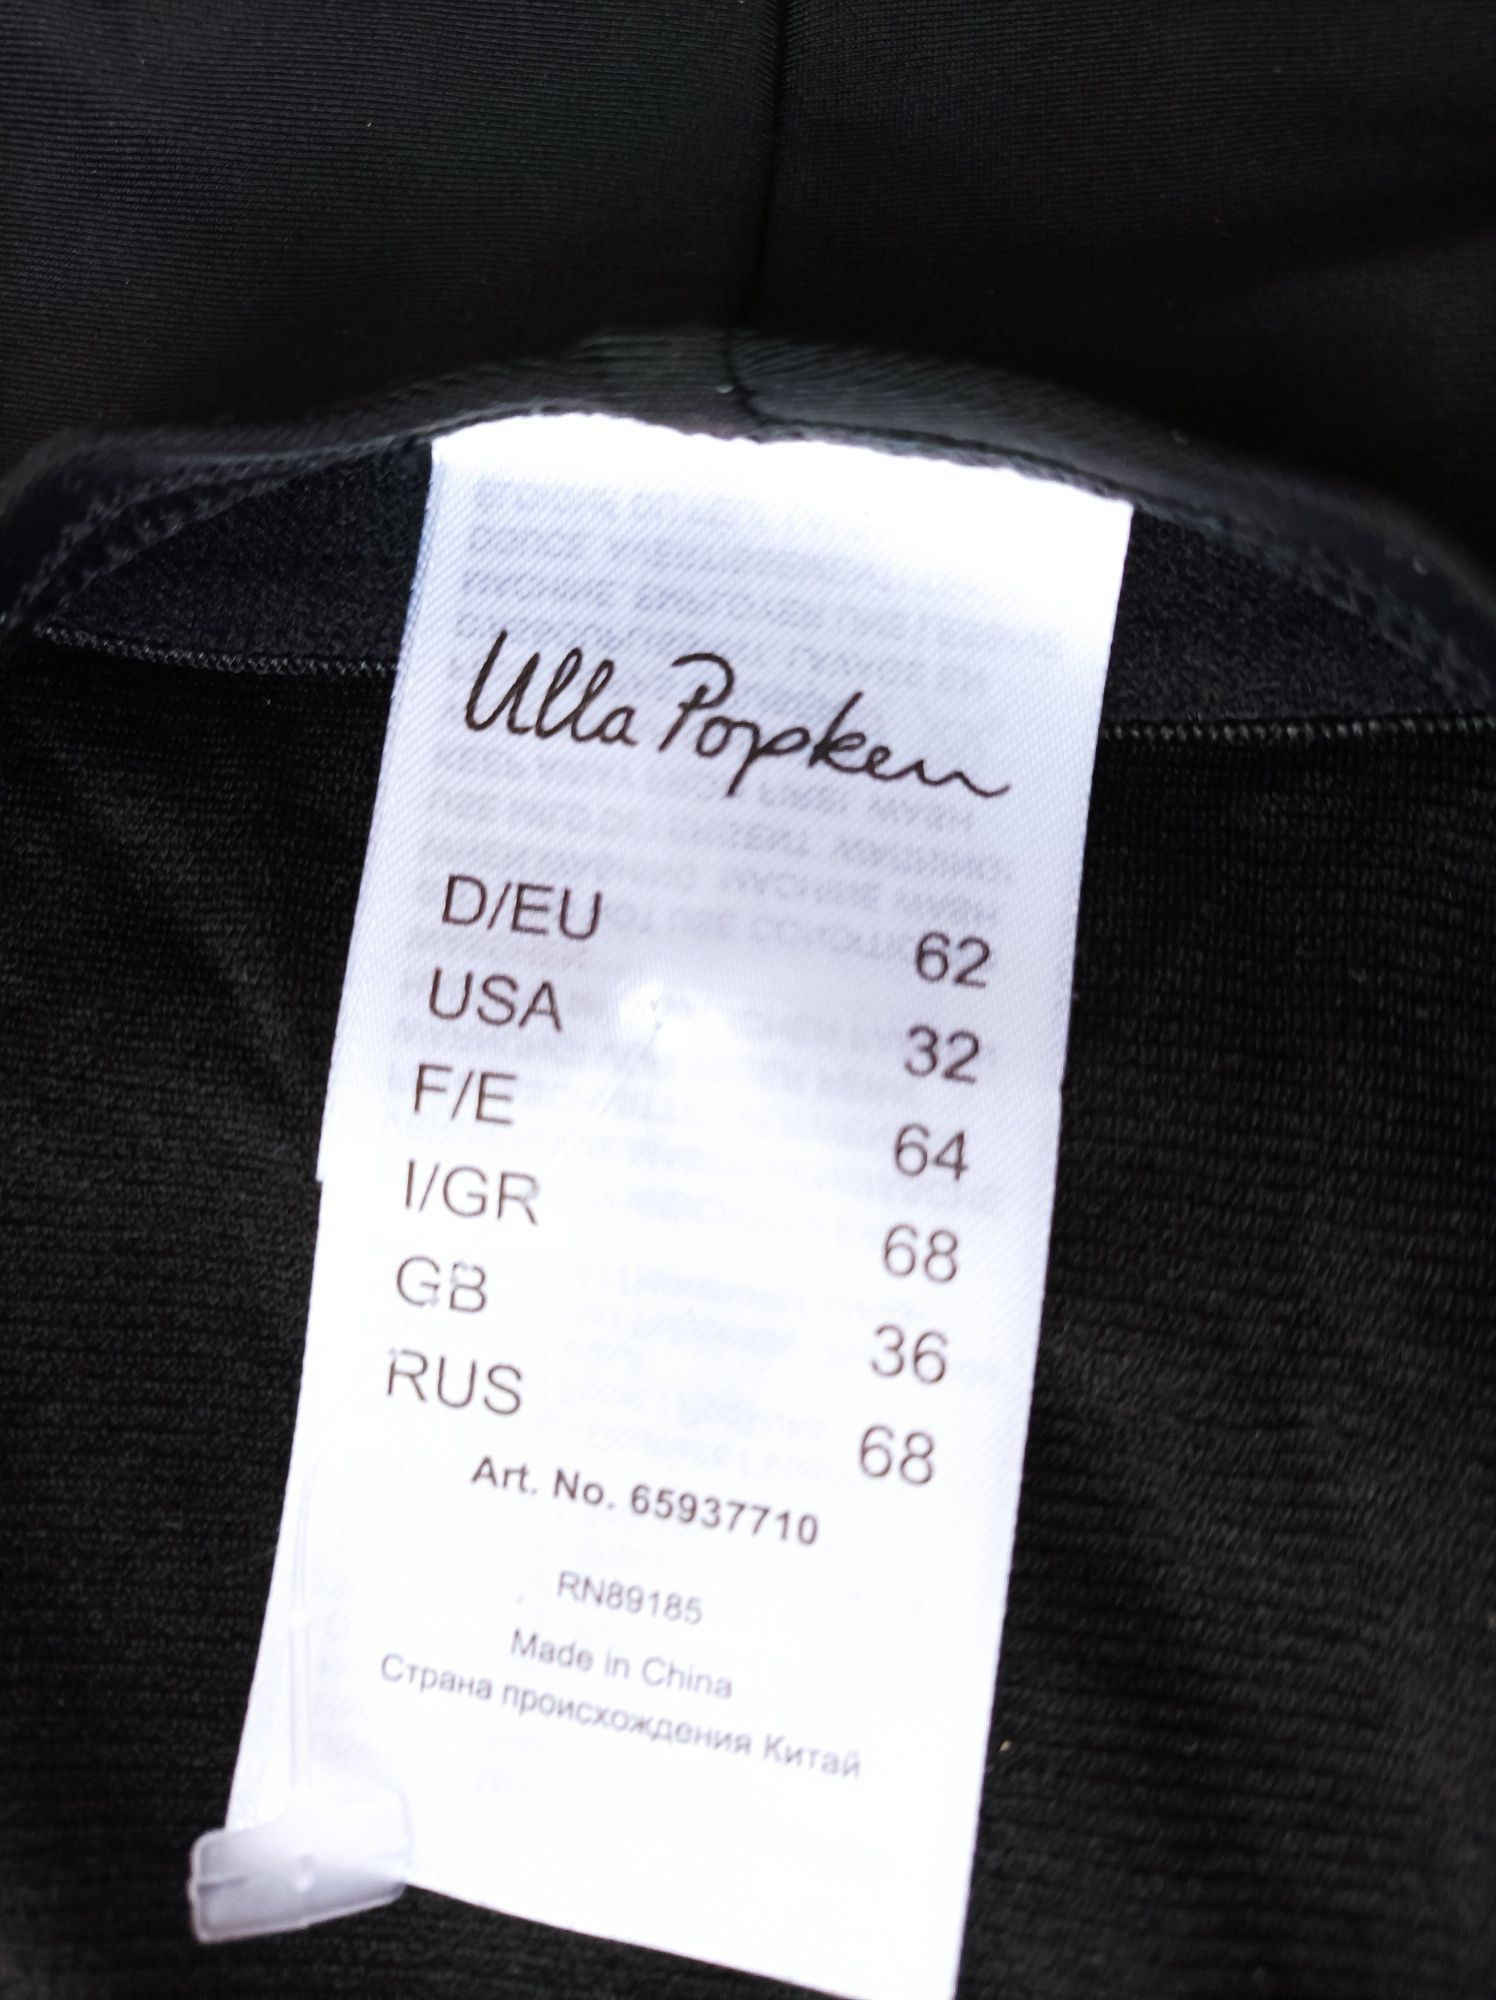 Ulla Popken
D/EU 62
USA 32
F/E 64
I/GR 68
GB 36
RUS 68
Art. No. 65937710
RN89185
Made in China
Страна происхождения Китай